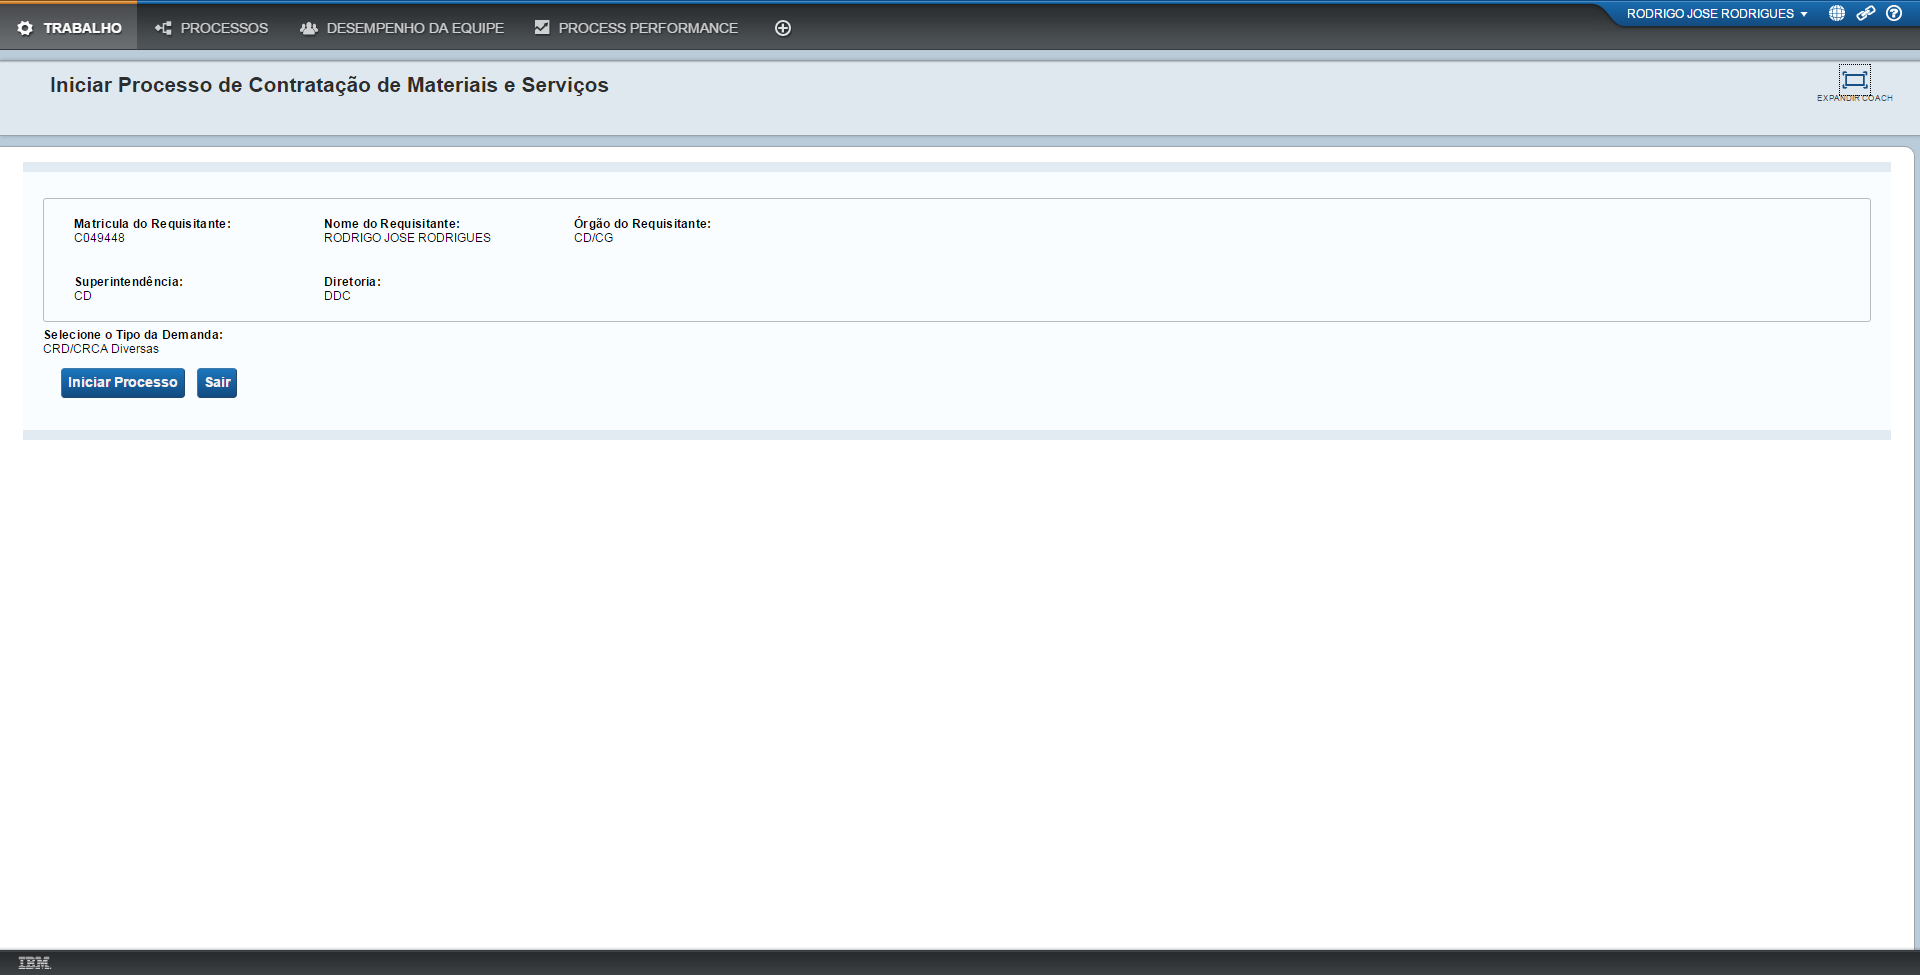 TRABALHO PROCESSOS DESEMPENHO DA EQUIPE PROCESS PERFORMANCE RODRIGO JOSE RODRIGUES
Iniciar Processo de Contratação de Materiais e Serviços
EXPANDIR COACH
Matricula do Requisitante: Nome do Requisitante: Órgão do Requisitante:
C049448 RODRIGO JOSE RODRIGUES CD/CG
Superintendência: Diretoria:
CD DDC
Selecione o Tipo da Demanda:
CRD/CRCA Diversas
Iniciar Processo Sair
IBM